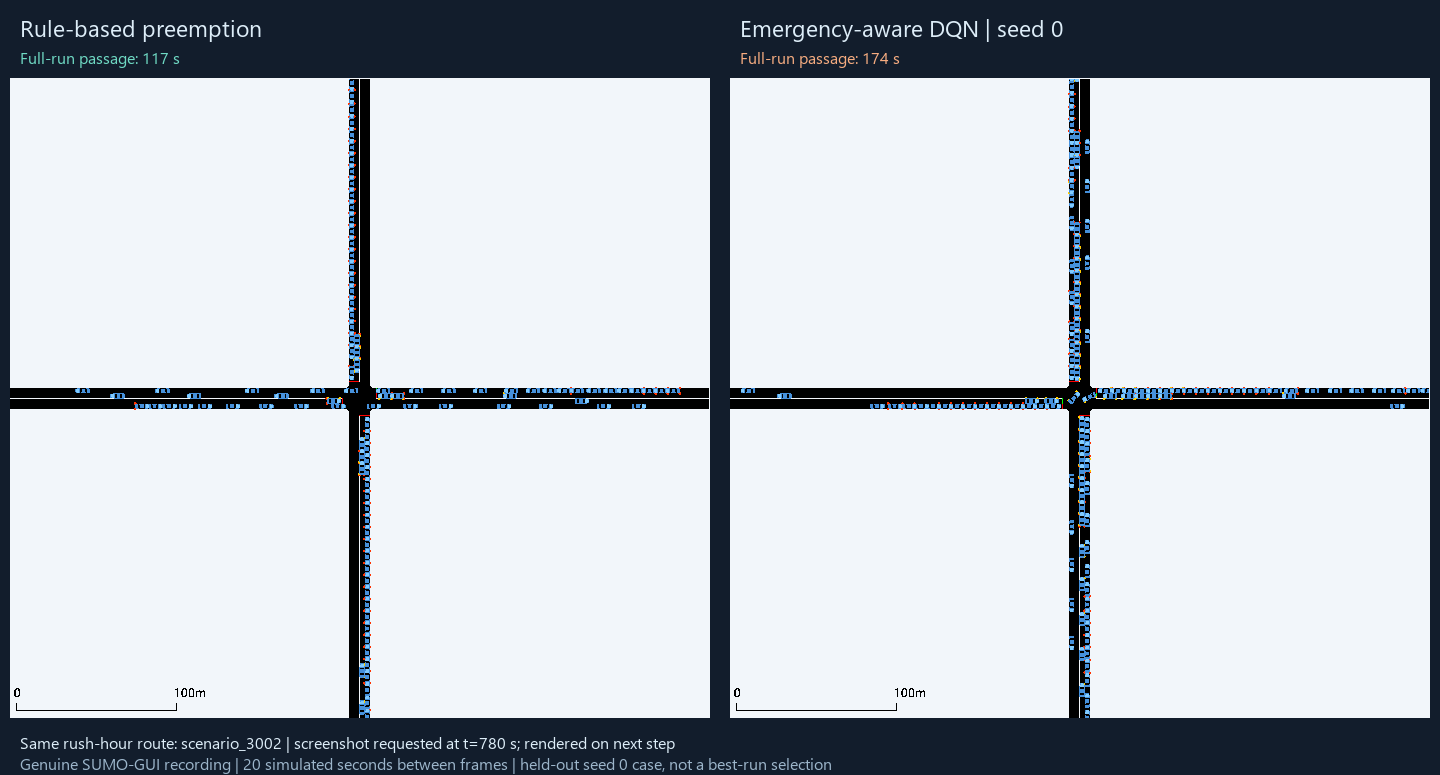 Rule-based preemption
Full-run passage: 117 s
Emergency-aware DQN | seed 0
Full-run passage: 174 s
0 100m
0 100m
Same rush-hour route: scenario_3002 | screenshot requested at t=780 s; rendered on next step
Genuine SUMO-GUI recording | 20 simulated seconds between frames | held-out seed 0 case, not a best-run selection